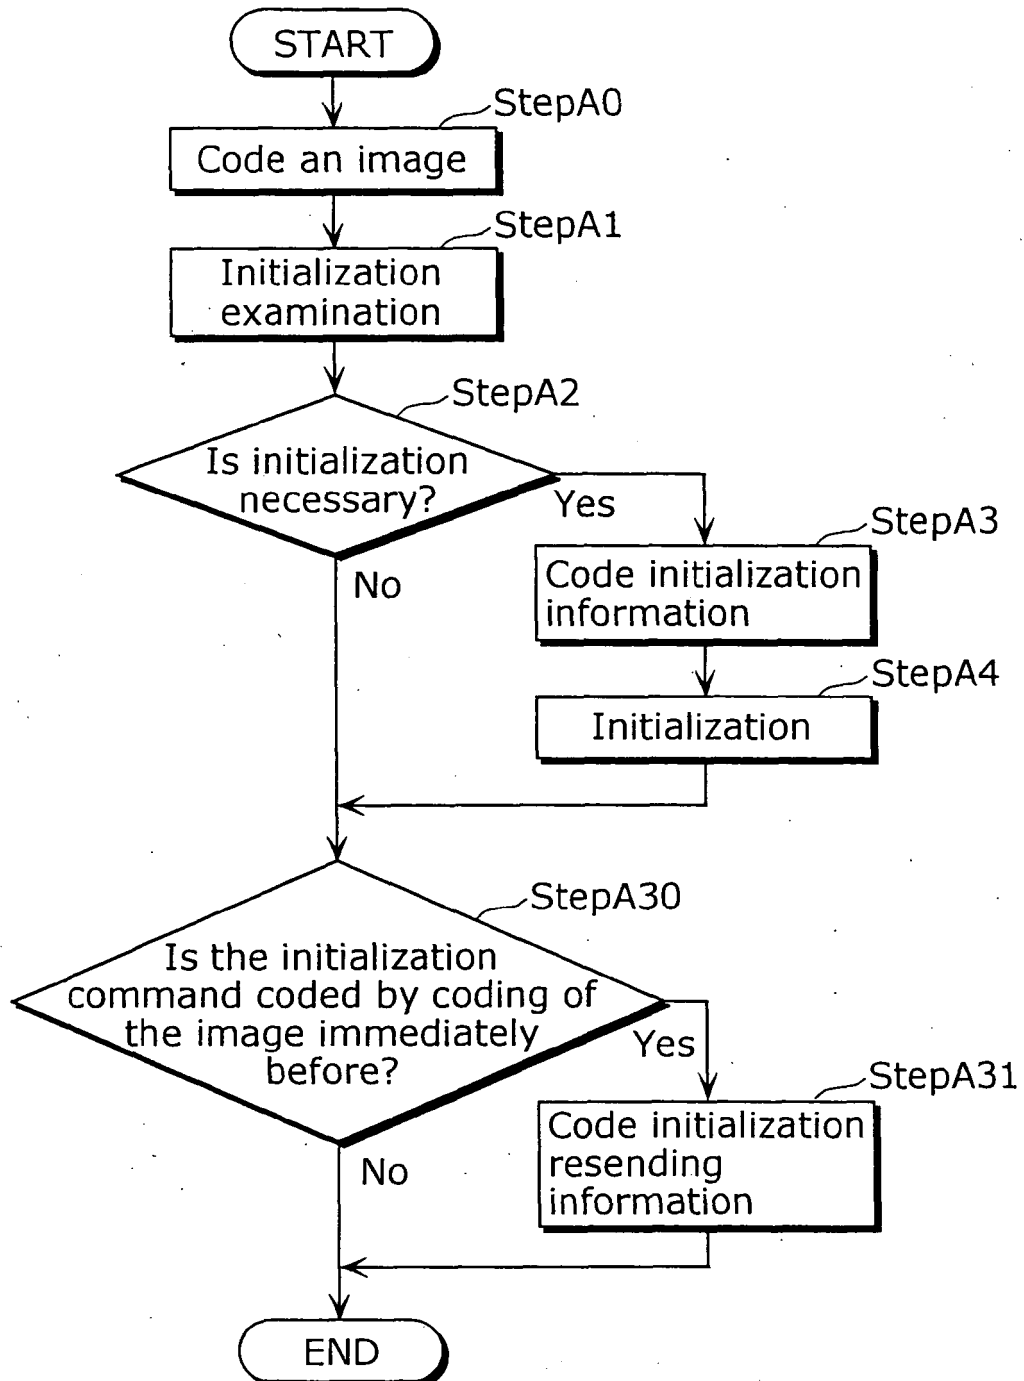 START
StepA0
Code an image
StepA1
Initialization
examination
StepA2
Is initialization
necessary?
Yes
No
StepA3
Code initialization
information
StepA4
Initialization
StepA30
Is the initialization
command coded by coding of
the image immediately
before?
Yes
No
StepA31
Code initialization
resending
information
END